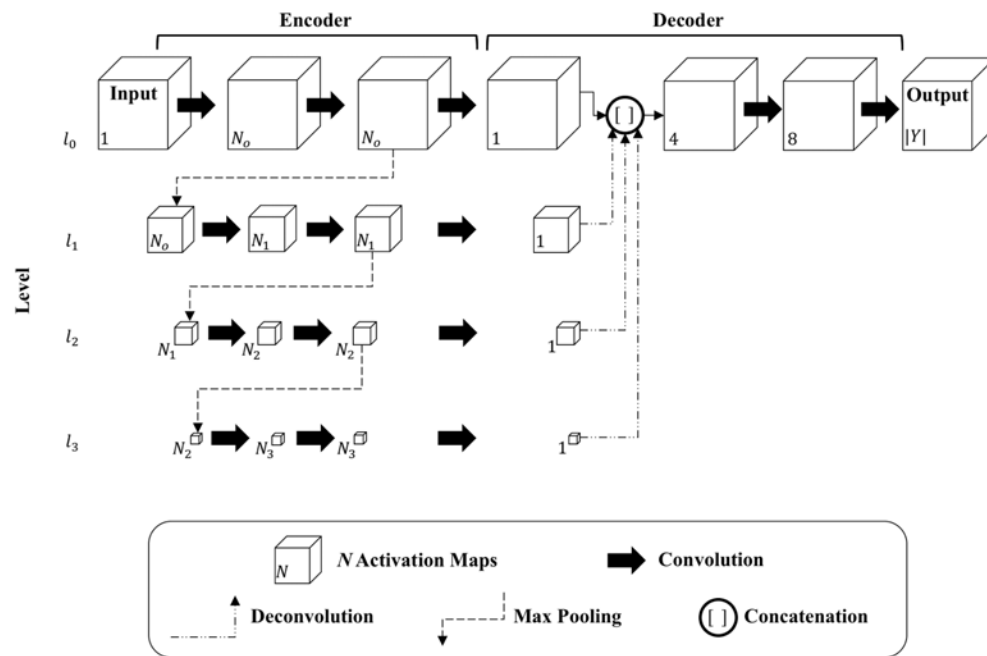 Encoder Decoder
Input Output
1 N_o N_o 1 [ ] 4 8 |Y|
l_0
l_1 N_o N_1 N_1 1
Level
l_2 N_1 N_2 N_2 1
l_3 N_2 N_3 N_3 1
N N Activation Maps Convolution
Deconvolution Max Pooling [ ] Concatenation